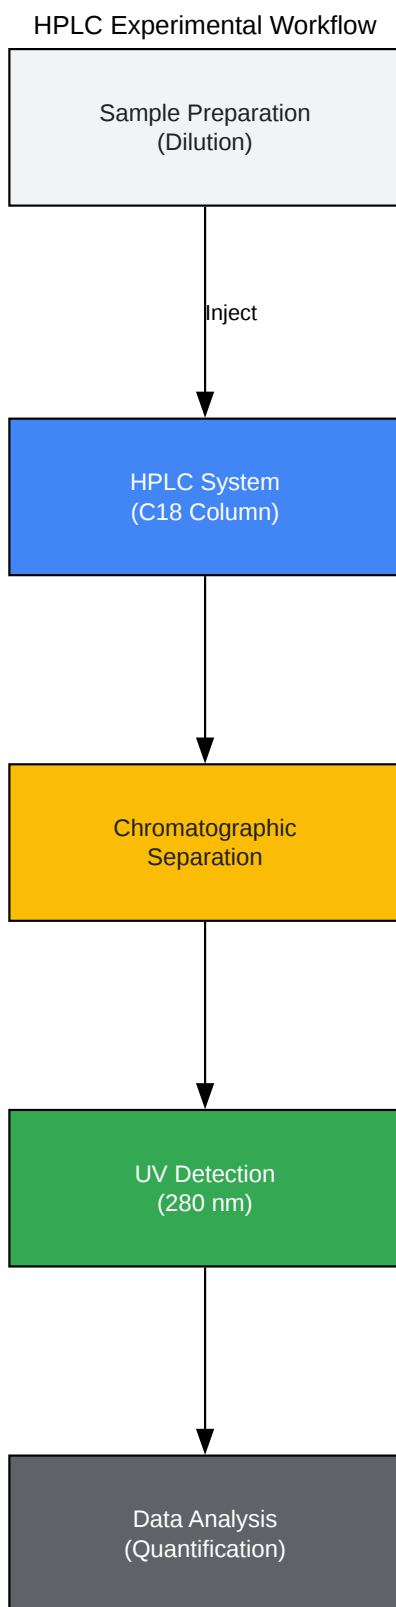 HPLC Experimental Workflow
Sample Preparation
(Dilution)
Inject
HPLC System
(C18 Column)
Chromatographic
Separation
UV Detection
(280 nm)
Data Analysis
(Quantification)